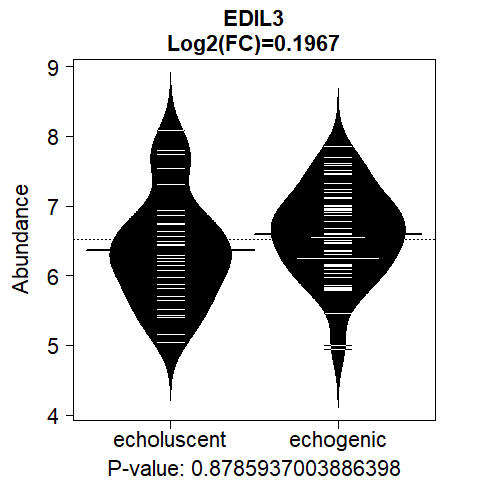 EDIL3
Log2(FC)=0.1967
9
8
7
6
5
4
Abundance
echoluscent echogenic
P-value: 0.8785937003886398